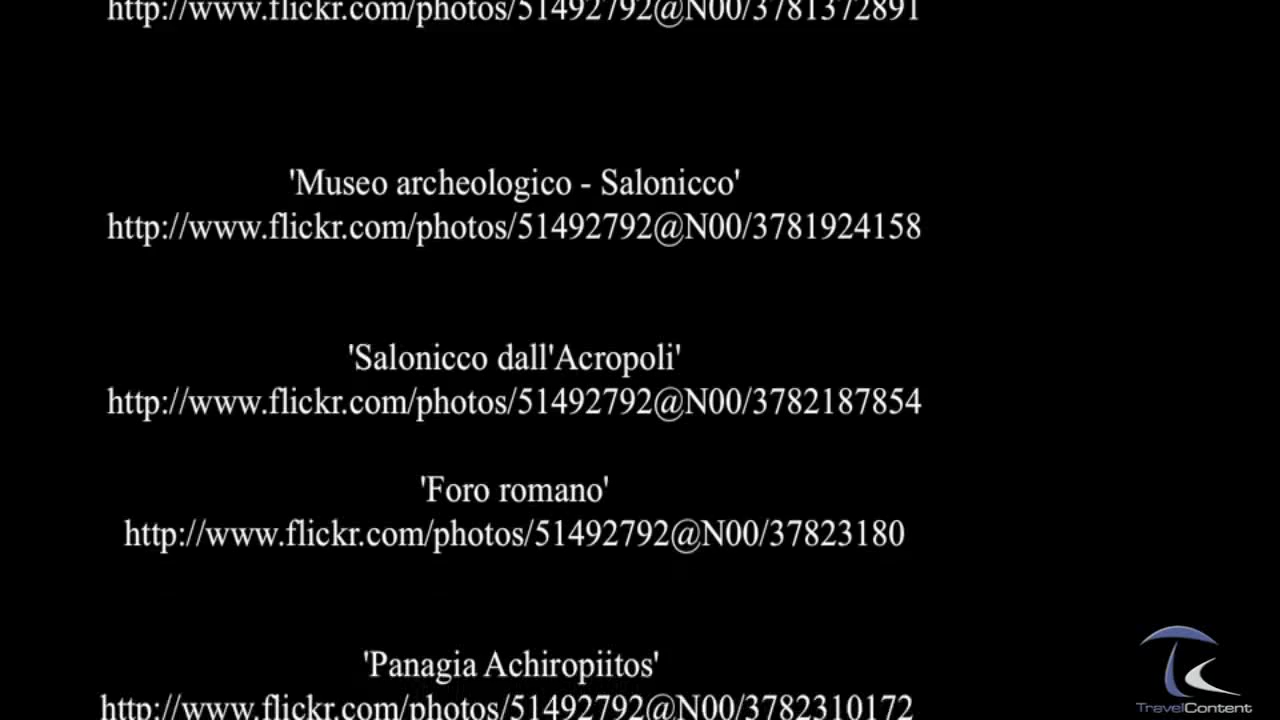 http://www.flickr.com/photos/51492792@N00/3781372891
'Museo archeologico - Salonicco'
http://www.flickr.com/photos/51492792@N00/3781924158
'Salonicco dall'Acropoli'
http://www.flickr.com/photos/51492792@N00/3782187854
'Foro romano'
http://www.flickr.com/photos/51492792@N00/37823180
'Panagia Achiropiitos'
http://www.flickr.com/photos/51492792@N00/3782310172
TravelContent